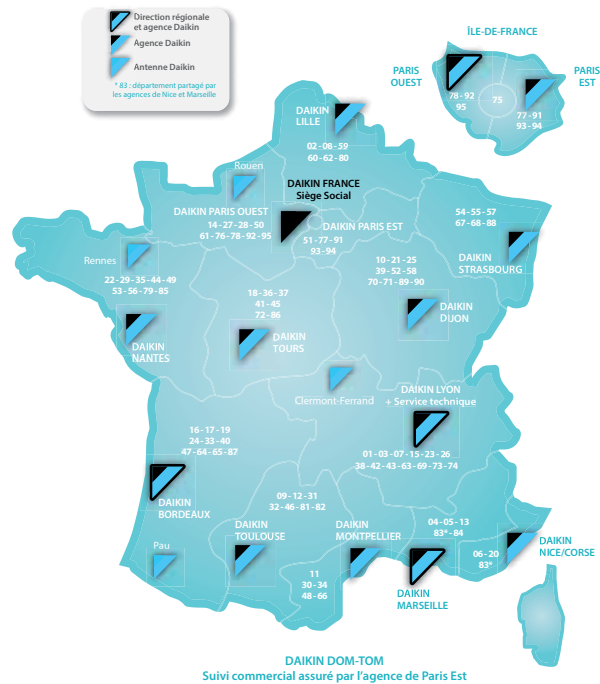 Direction régionale
et agence Daikin
Agence Daikin
Antenne Daikin
* 83 : département partagé par
les agences de Nice et Marseille
ÎLE-DE-FRANCE
PARIS
OUEST
PARIS
EST
78 - 92
95
75
77 - 91
93 - 94
DAIKIN
LILLE
02 - 08 - 59
60 - 62 - 80
Rouen
DAIKIN FRANCE
Siège Social
DAIKIN PARIS OUEST
14 - 27 - 28 - 50
61 - 76 - 78 - 92 - 95
DAIKIN PARIS EST
51 - 77 - 91
93 - 94
54 - 55 - 57
67 - 68 - 88
DAIKIN
STRASBOURG
Rennes
22 - 29 - 35 - 44 - 49
53 - 56 - 79 - 85
10 - 21 - 25
39 - 52 - 58
70 - 71 - 89 - 90
18 - 36 - 37
41 - 45
72 - 86
DAIKIN
NANTES
DAIKIN
TOURS
DAIKIN
DIJON
Clermont-Ferrand
DAIKIN LYON
+ Service technique
16 - 17 - 19
24 - 33 - 40
47 - 64 - 65 - 87
01 - 03 - 07 - 15 - 23 - 26
38 - 42 - 43 - 63 - 69 - 73 - 74
DAIKIN
BORDEAUX
09 - 12 - 31
32 - 46 - 81 - 82
Pau
DAIKIN
TOULOUSE
DAIKIN
MONTPELLIER
04 - 05 - 13
83* - 84
06 - 20
83*
DAIKIN
NICE/CORSE
11
30 - 34
48 - 66
DAIKIN
MARSEILLE
DAIKIN DOM-TOM
Suivi commercial assuré par l'agence de Paris Est